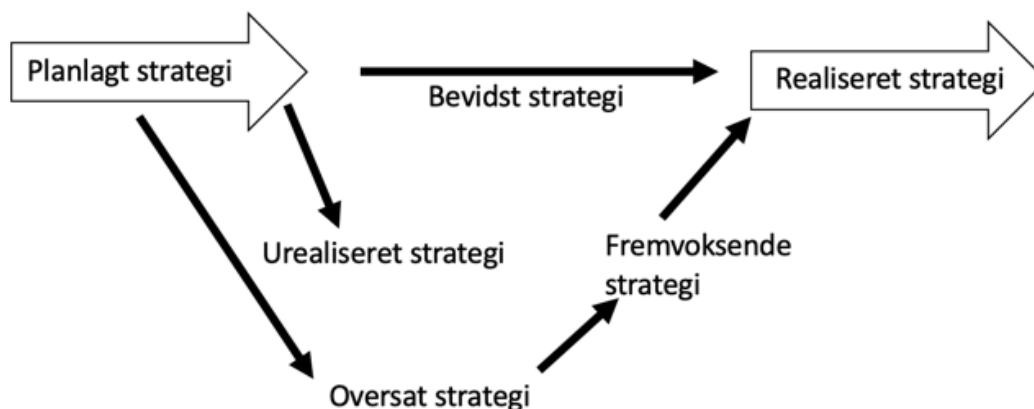 Planlagt strategi
Bevidst strategi
Realiseret strategi
Urealiseret strategi
Fremvoksende
strategi
Oversat strategi